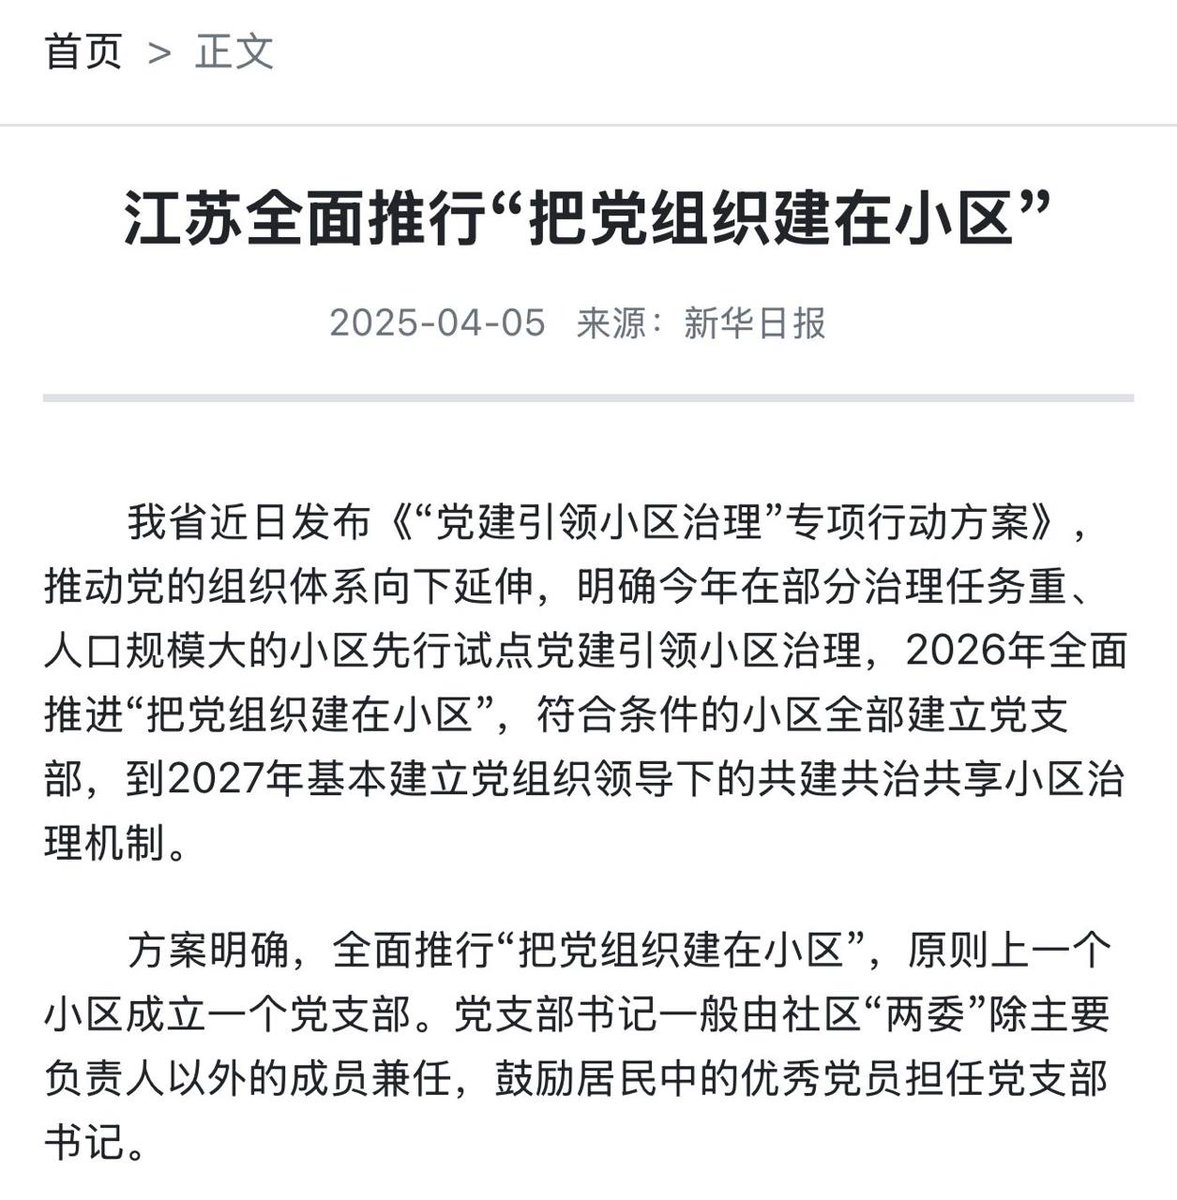 首页 > 正文
江苏全面推行“把党组织建在小区”
2025-04-05 来源：新华日报
我省近日发布《“党建引领小区治理”专项行动方案》，
推动党的组织体系向下延伸，明确今年在部分治理任务重、
人口规模大的小区先行试点党建引领小区治理，2026年全面
推进“把党组织建在小区”，符合条件的小区全部建立党支
部，到2027年基本建立党组织领导下的共建共治共享小区治
理机制。
方案明确，全面推行“把党组织建在小区”，原则上一个
小区成立一个党支部。党支部书记一般由社区“两委”除主要
负责人以外的成员兼任，鼓励居民中的优秀党员担任党支部
书记。